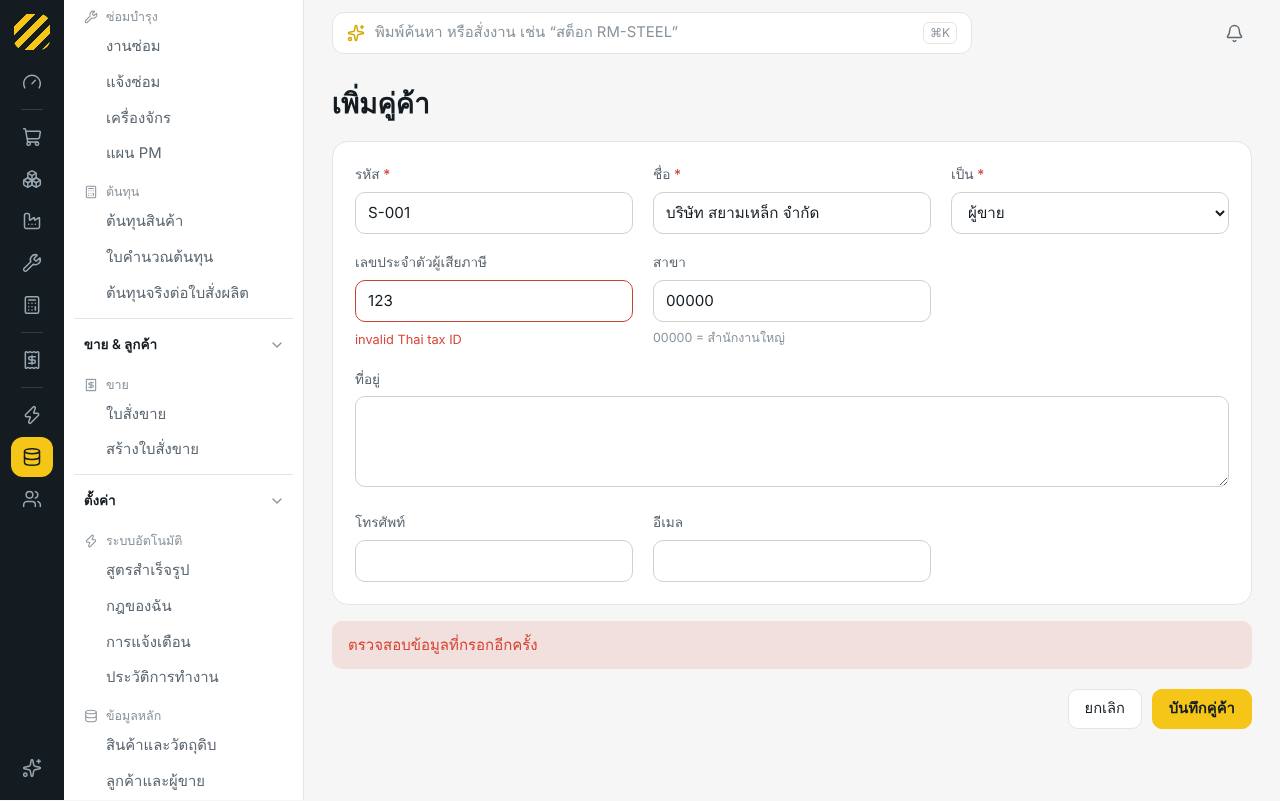 ซ่อมบำรุง
งานซ่อม
แจ้งซ่อม
เครื่องจักร
แผน PM
ต้นทุน
ต้นทุนสินค้า
ใบคำนวณต้นทุน
ต้นทุนจริงต่อใบสั่งผลิต
ขาย & ลูกค้า
ขาย
ใบสั่งขาย
สร้างใบสั่งขาย
ตั้งค่า
ระบบอัตโนมัติ
สูตรสำเร็จรูป
กฎของฉัน
การแจ้งเตือน
ประวัติการทำงาน
ข้อมูลหลัก
สินค้าและวัตถุดิบ
ลูกค้าและผู้ขาย
พิมพ์ค้นหา หรือสั่งงาน เช่น “สต็อก RM-STEEL” ⌘K
เพิ่มคู่ค้า
รหัส * ชื่อ * เป็น *
S-001 บริษัท สยามเหล็ก จำกัด ผู้ขาย
เลขประจำตัวผู้เสียภาษี สาขา
123 00000
invalid Thai tax ID 00000 = สำนักงานใหญ่
ที่อยู่
โทรศัพท์ อีเมล
ตรวจสอบข้อมูลที่กรอกอีกครั้ง
ยกเลิก บันทึกคู่ค้า